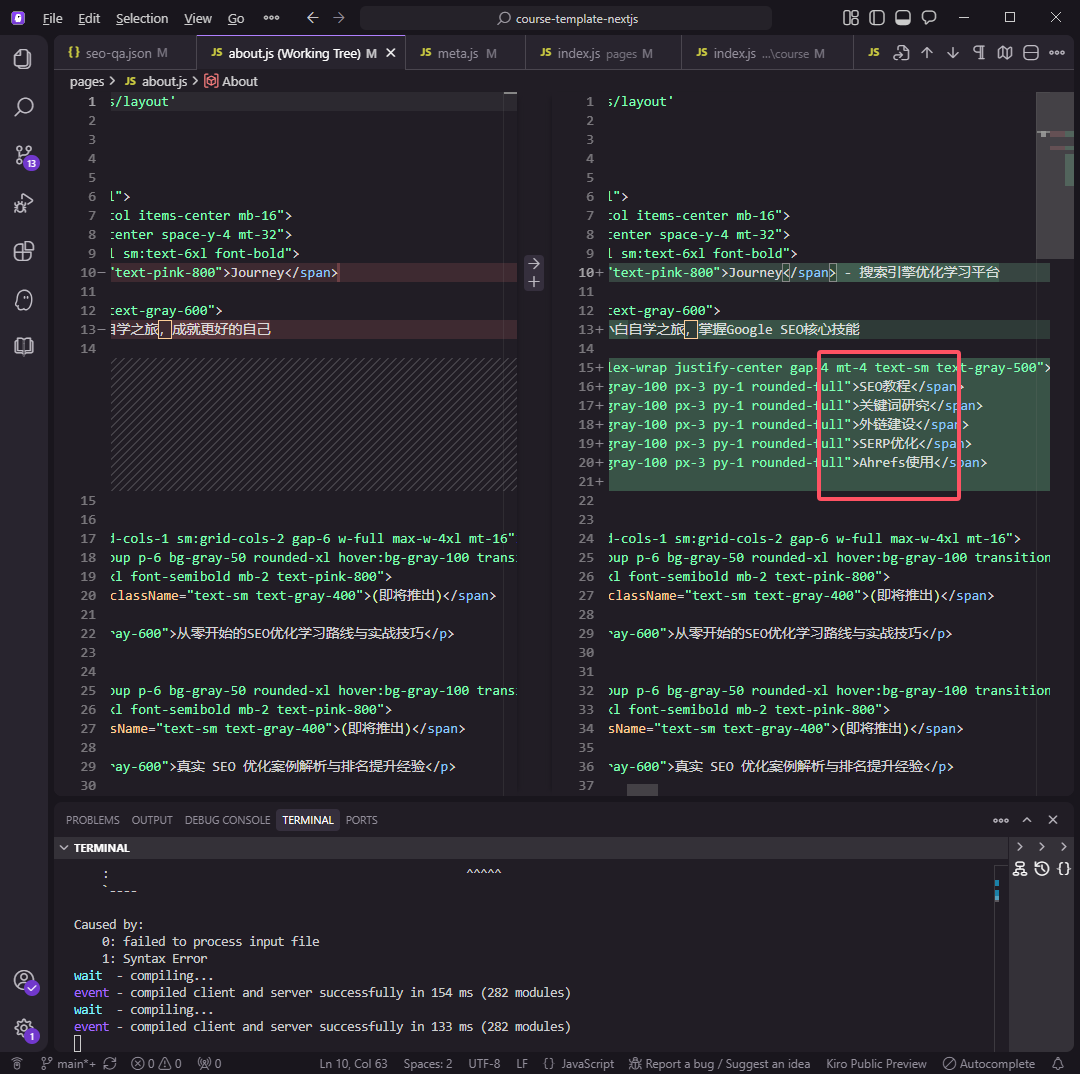 File Edit Selection View Go course-template-nextjs
{} seo-qa.json M
JS about.js (Working Tree) M
JS meta.js M
JS index.js pages M
JS index.js ...\course M
JS
pages > JS about.js > About
1 s/layout'
2
3
4
5
6 l">
7 col items-center mb-16">
8 center space-y-4 mt-32">
9 l sm:text-6xl font-bold">
10− "text-pink-800">Journey</span>
11
12 text-gray-600">
13− 自学之旅，成就更好的自己
14
15
16
17 d-cols-1 sm:grid-cols-2 gap-6 w-full max-w-4xl mt-16"
18 oup p-6 bg-gray-50 rounded-xl hover:bg-gray-100 transi
19 xl font-semibold mb-2 text-pink-800">
20 className="text-sm text-gray-400">(即将推出)</span>
21
22 ray-600">从零开始的SEO优化学习路线与实战技巧</p>
23
24
25 oup p-6 bg-gray-50 rounded-xl hover:bg-gray-100 transi
26 xl font-semibold mb-2 text-pink-800">
27 sName="text-sm text-gray-400">(即将推出)</span>
28
29 ray-600">真实 SEO 优化案例解析与排名提升经验</p>
30
1 s/layout'
2
3
4
5
6 l">
7 col items-center mb-16">
8 center space-y-4 mt-32">
9 l sm:text-6xl font-bold">
10+ "text-pink-800">Journey</span> - 搜索引擎优化学习平台
11
12 text-gray-600">
13+ 白自学之旅，掌握Google SEO核心技能
14
15+ lex-wrap justify-center gap-4 mt-4 text-sm text-gray-500">
16+ gray-100 px-3 py-1 rounded-full">SEO教程</span>
17+ gray-100 px-3 py-1 rounded-full">关键词研究</span>
18+ gray-100 px-3 py-1 rounded-full">外链建设</span>
19+ gray-100 px-3 py-1 rounded-full">SERP优化</span>
20+ gray-100 px-3 py-1 rounded-full">Ahrefs使用</span>
21+
22
23
24 d-cols-1 sm:grid-cols-2 gap-6 w-full max-w-4xl mt-16">
25 oup p-6 bg-gray-50 rounded-xl hover:bg-gray-100 transition
26 xl font-semibold mb-2 text-pink-800">
27 className="text-sm text-gray-400">(即将推出)</span>
28
29 ray-600">从零开始的SEO优化学习路线与实战技巧</p>
30
31
32 oup p-6 bg-gray-50 rounded-xl hover:bg-gray-100 transition
33 xl font-semibold mb-2 text-pink-800">
34 sName="text-sm text-gray-400">(即将推出)</span>
35
36 ray-600">真实 SEO 优化案例解析与排名提升经验</p>
37
13
1
PROBLEMS OUTPUT DEBUG CONSOLE TERMINAL PORTS
TERMINAL
: ^^^^^
`----
Caused by:
0: failed to process input file
1: Syntax Error
wait - compiling...
event - compiled client and server successfully in 154 ms (282 modules)
wait - compiling...
event - compiled client and server successfully in 133 ms (282 modules)
main*+ 0 0 0 Ln 10, Col 63 Spaces: 2 UTF-8 LF {} JavaScript Report a bug / Suggest an idea Kiro Public Preview Autocomplete